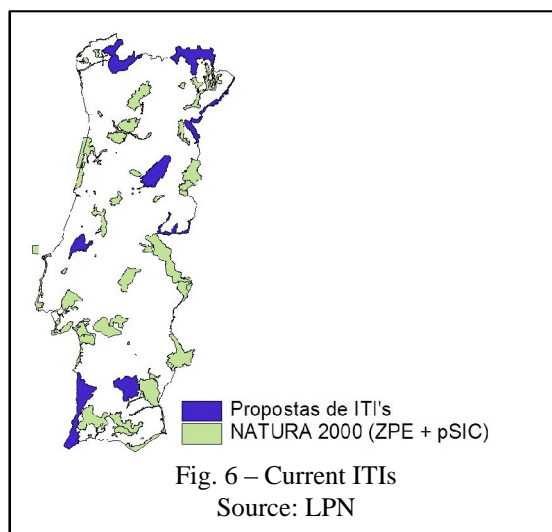 Propostas de ITI's
NATURA 2000 (ZPE + pSIC)
Fig. 6 – Current ITIs
Source: LPN